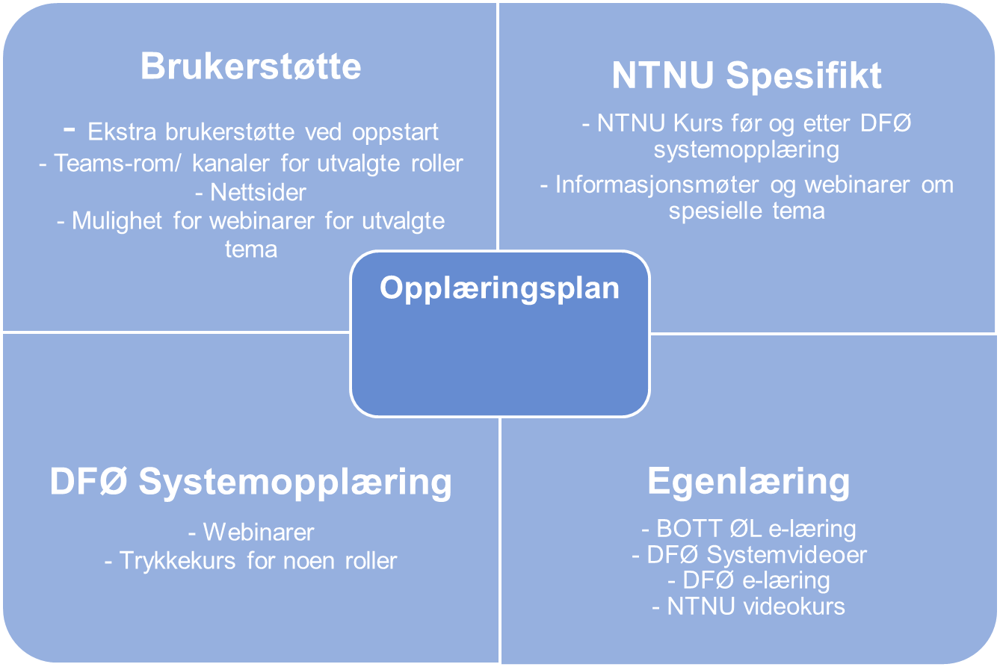 Brukerstøtte
- Ekstra brukerstøtte ved oppstart
- Teams-rom/ kanaler for utvalgte roller
- Nettsider
- Mulighet for webinarer for utvalgte
tema
NTNU Spesifikt
- NTNU Kurs før og etter DFØ
systemopplæring
- Informasjonsmøter og webinarer om
spesielle tema
Opplæringsplan
DFØ Systemopplæring
- Webinarer
- Trykkekurs for noen roller
Egenlæring
- BOTT ØL e-læring
- DFØ Systemvideoer
- DFØ e-læring
- NTNU videokurs